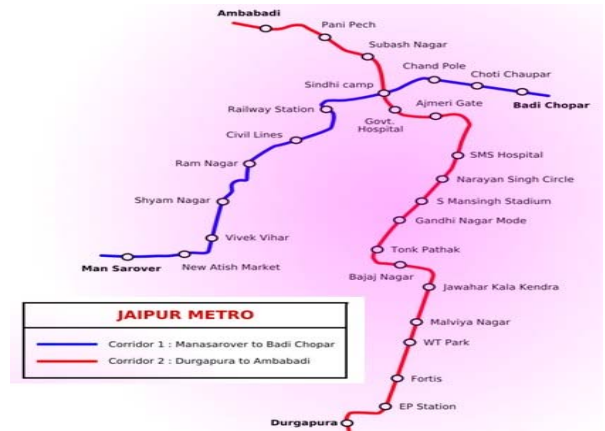 Ambabadi
Pani Pech
Subash Nagar
Chand Pole
Choti Chaupar
Sindhi camp
Badi Chopar
Railway Station
Govt.
Hospital
Ajmeri Gate
Civil Lines
SMS Hospital
Ram Nagar
Narayan Singh Circle
Shyam Nagar
S Mansingh Stadium
Gandhi Nagar Mode
Vivek Vihar
Tonk Pathak
Man Sarover
New Atish Market
Bajaj Nagar
Jawahar Kala Kendra
JAIPUR METRO
Corridor 1 : Manasarover to Badi Chopar
Corridor 2 : Durgapura to Ambabadi
Malviya Nagar
WT Park
Fortis
EP Station
Durgapura